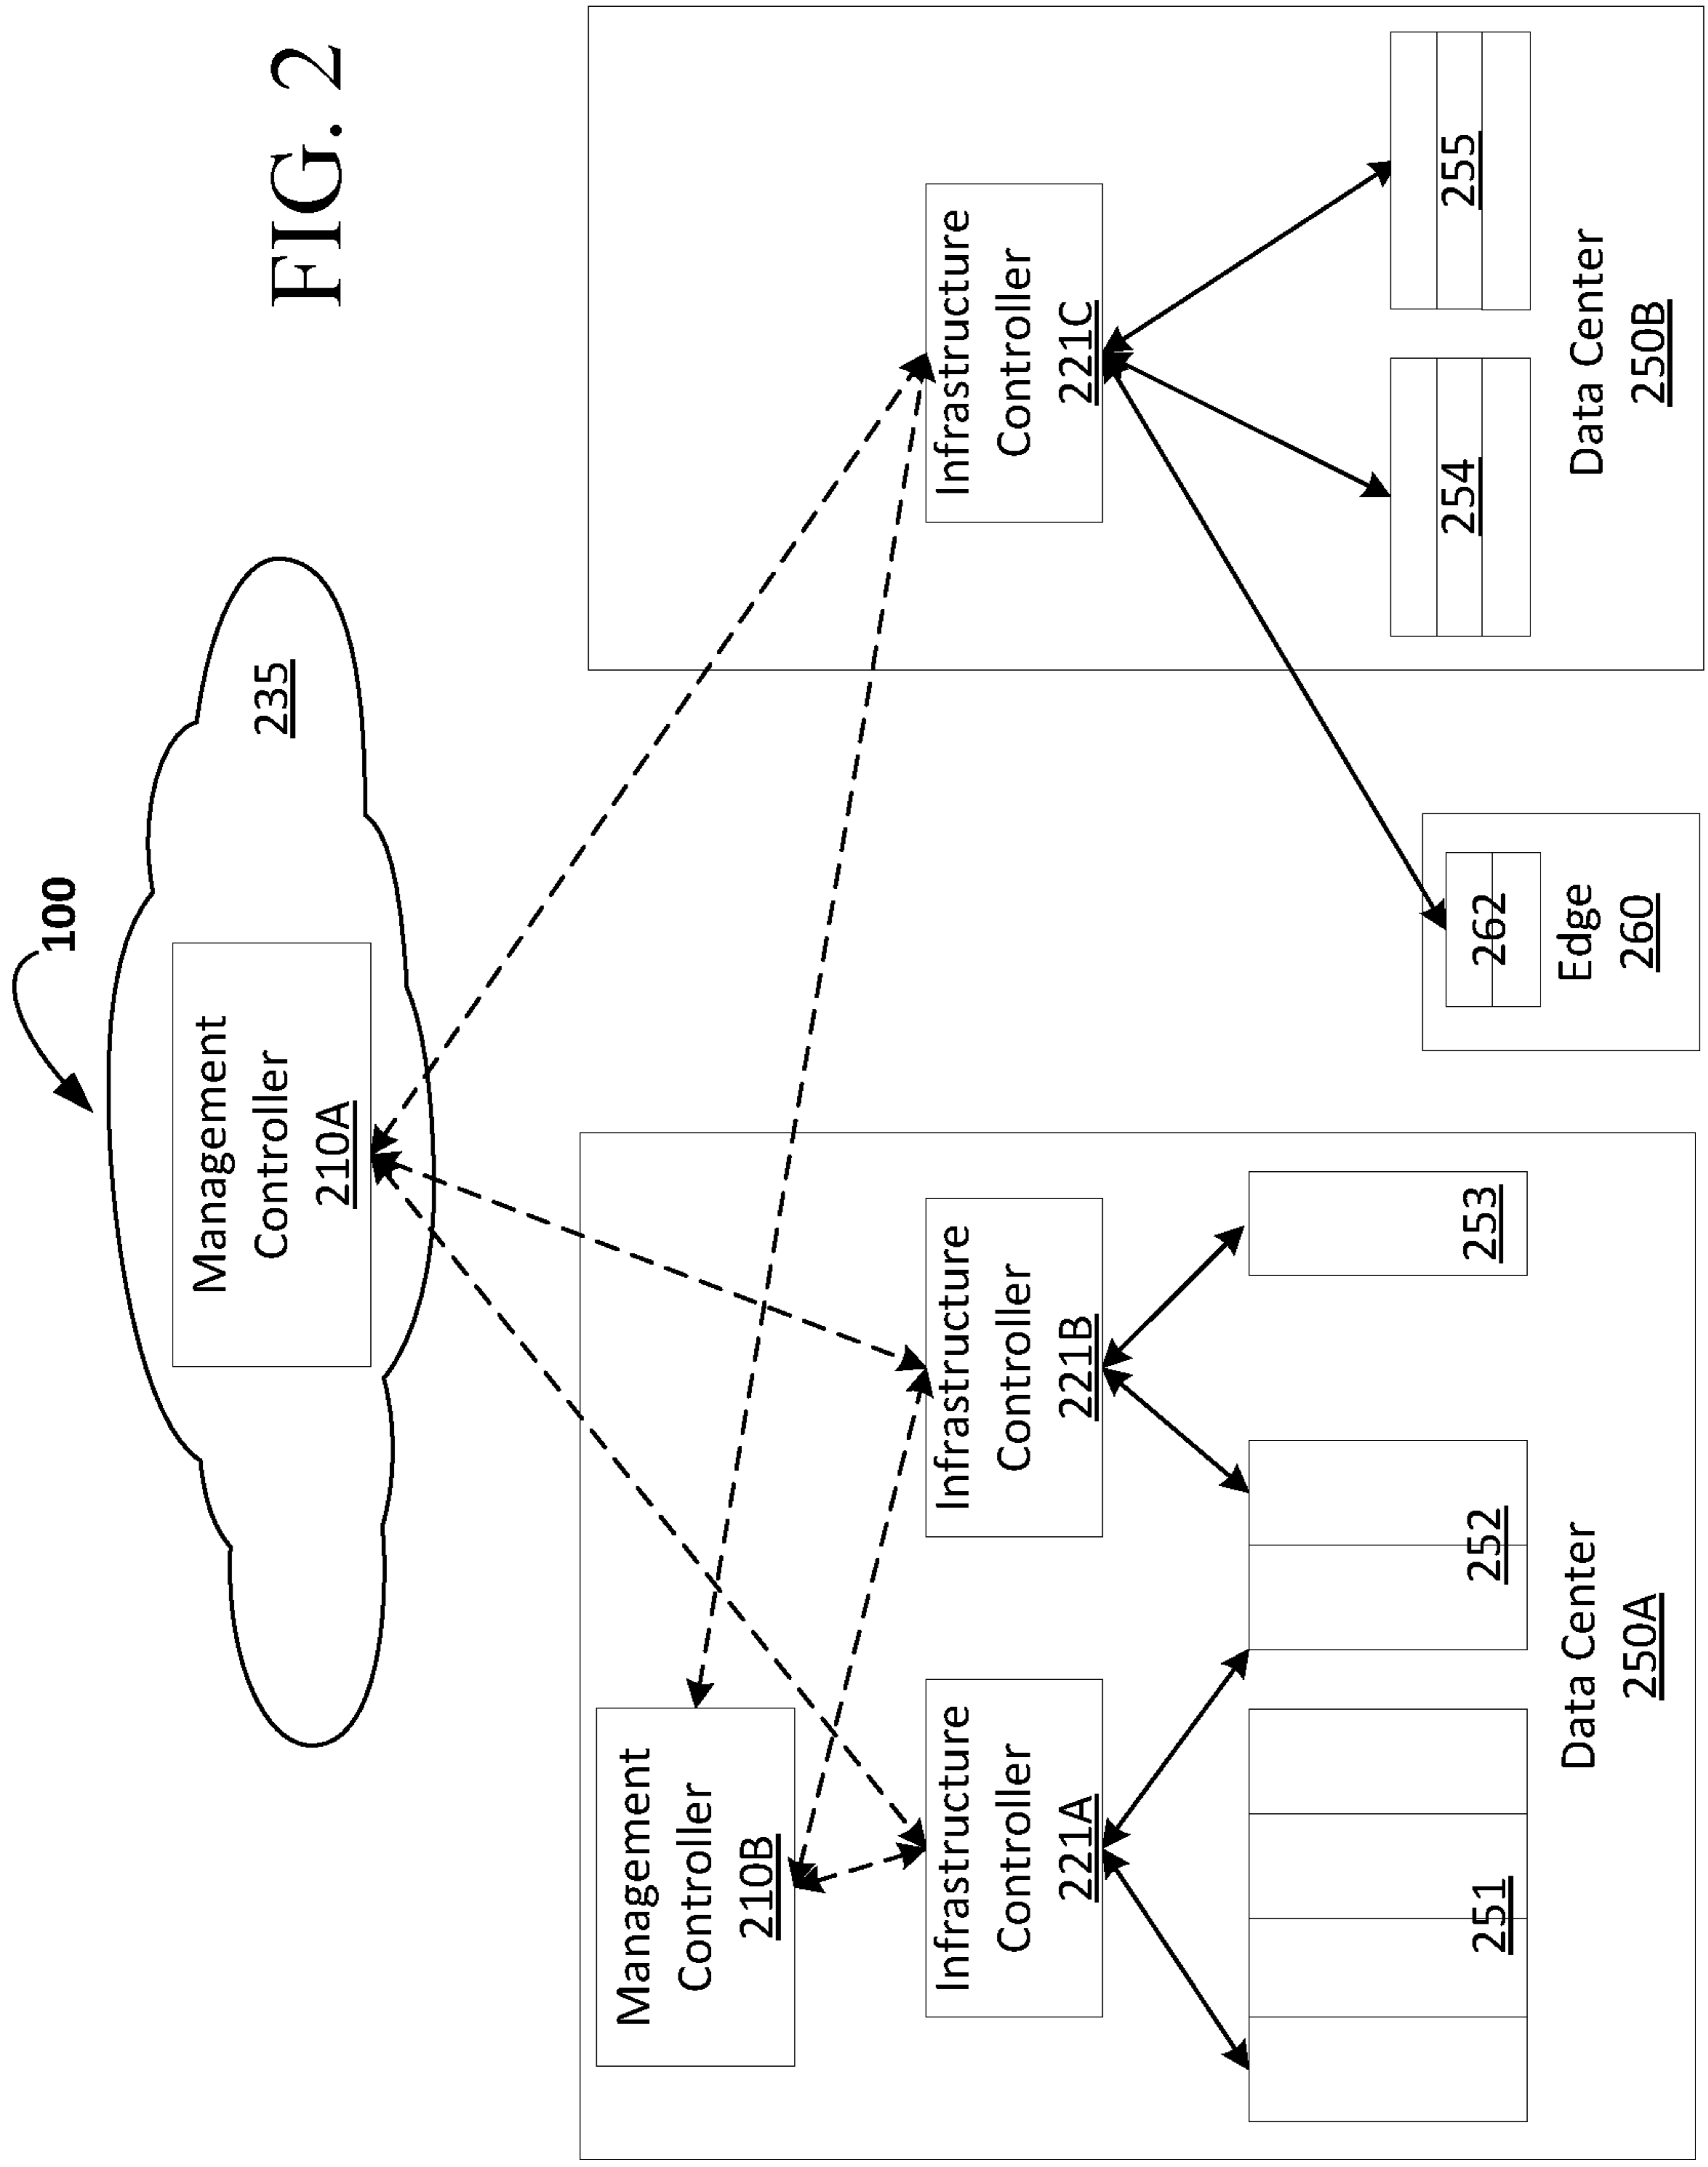 100
Management
Controller
210A
235
FIG. 2
Management
Controller
210B
Infrastructure
Controller
221A
Infrastructure
Controller
221B
Infrastructure
Controller
221C
251
252
253
Data Center
250A
262
Edge
260
254
255
Data Center
250B